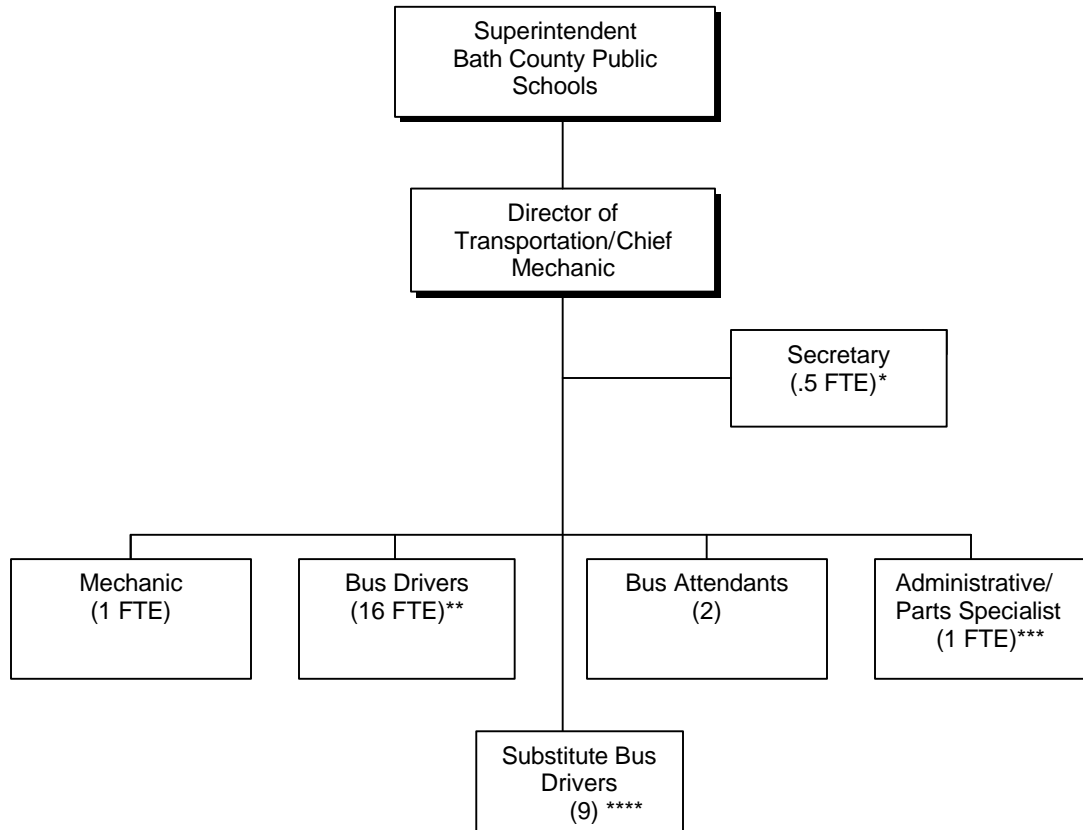 Superintendent
Bath County Public
Schools
Director of
Transportation/Chief
Mechanic
Secretary
(.5 FTE)*
Mechanic
(1 FTE)
Bus Drivers
(16 FTE)**
Bus Attendants
(2)
Administrative/
Parts Specialist
(1 FTE)***
Substitute Bus
Drivers
(9) ****